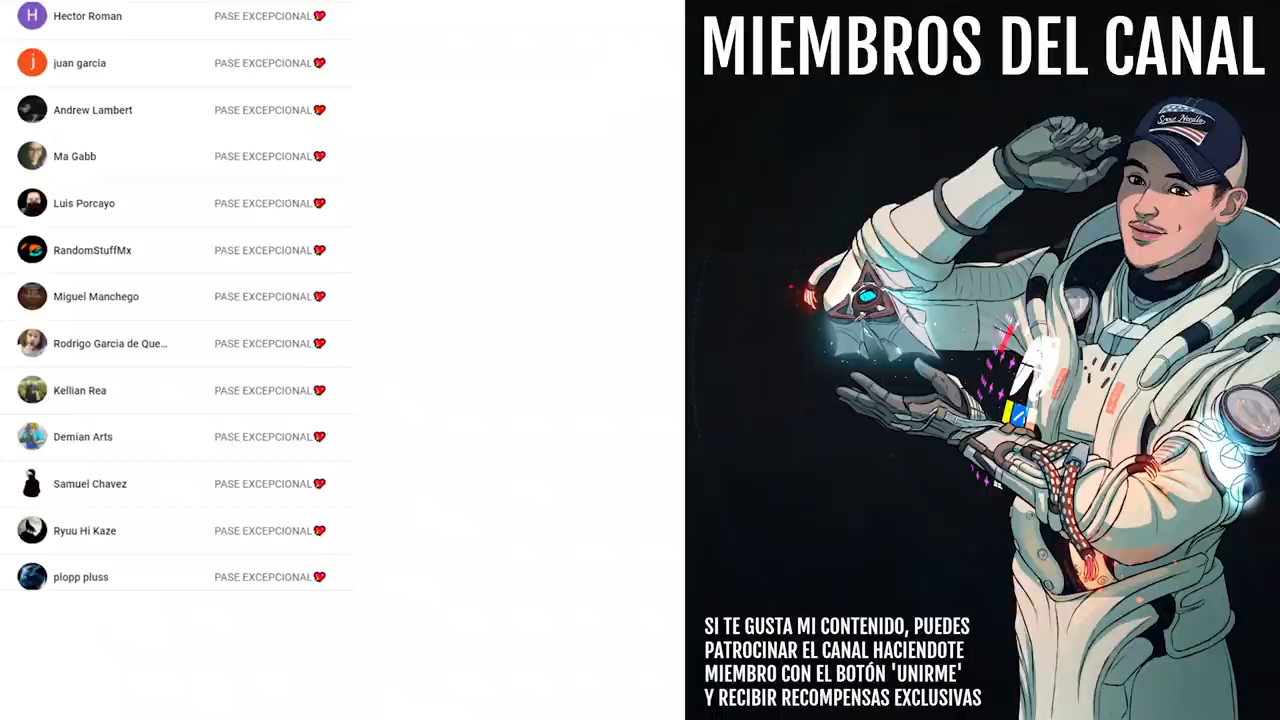 Hector Roman PASE EXCEPCIONAL
juan garcia PASE EXCEPCIONAL
Andrew Lambert PASE EXCEPCIONAL
Ma Gabb PASE EXCEPCIONAL
Luis Porcayo PASE EXCEPCIONAL
RandomStuffMx PASE EXCEPCIONAL
Miguel Manchego PASE EXCEPCIONAL
Rodrigo Garcia de Que... PASE EXCEPCIONAL
Kellian Rea PASE EXCEPCIONAL
Demian Arts PASE EXCEPCIONAL
Samuel Chavez PASE EXCEPCIONAL
Ryuu Hi Kaze PASE EXCEPCIONAL
plopp pluss PASE EXCEPCIONAL
MIEMBROS DEL CANAL
SI TE GUSTA MI CONTENIDO, PUEDES
PATROCINAR EL CANAL HACIENDOTE
MIEMBRO CON EL BOTÓN 'UNIRME'
Y RECIBIR RECOMPENSAS EXCLUSIVAS